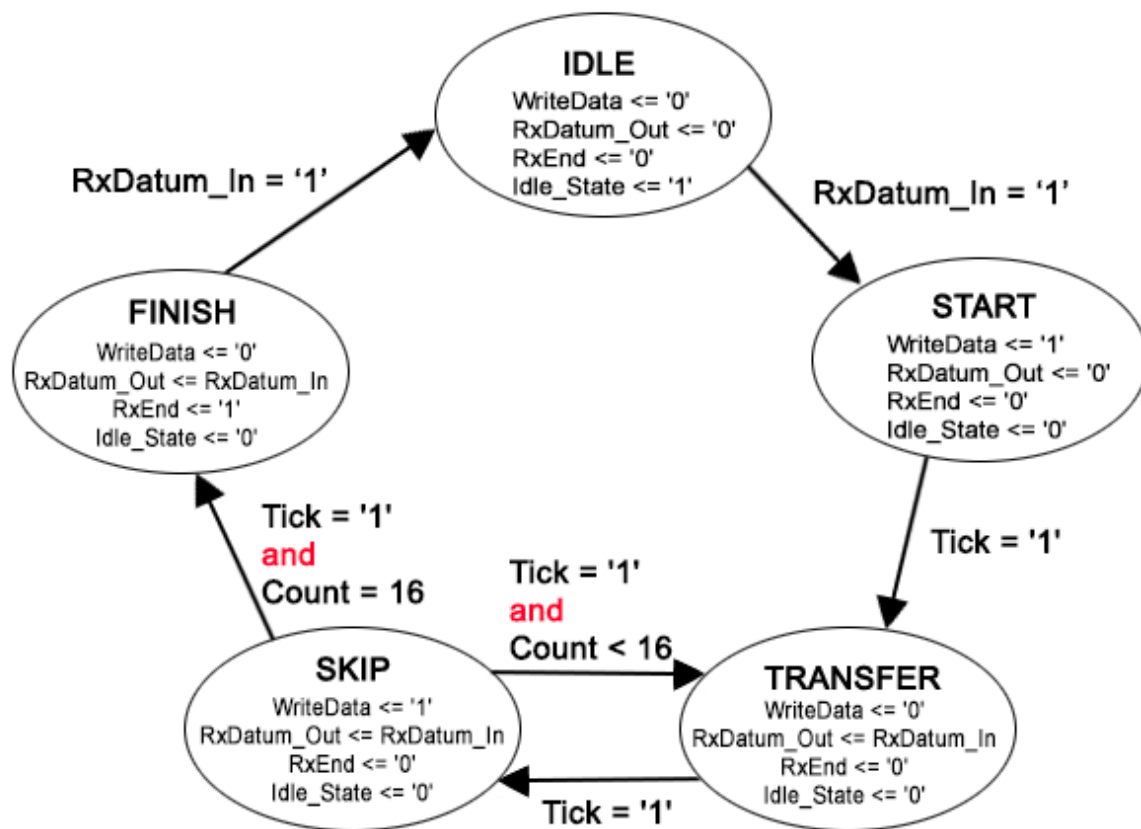 IDLE
WriteData <= '0'
RxDatum_Out <= '0'
RxEnd <= '0'
Idle_State <= '1'
RxDatum_In = ‘1’
RxDatum_In = ‘1’
FINISH
WriteData <= '0'
RxDatum_Out <= RxDatum_In
RxEnd <= '1'
Idle_State <= '0'
START
WriteData <= '1'
RxDatum_Out <= '0'
RxEnd <= '0'
Idle_State <= '0'
Tick = '1'
and
Count = 16
Tick = '1'
and
Count < 16
Tick = '1'
SKIP
WriteData <= '1'
RxDatum_Out <= RxDatum_In
RxEnd <= '0'
Idle_State <= '0'
TRANSFER
WriteData <= '0'
RxDatum_Out <= RxDatum_In
RxEnd <= '0'
Idle_State <= '0'
Tick = '1'